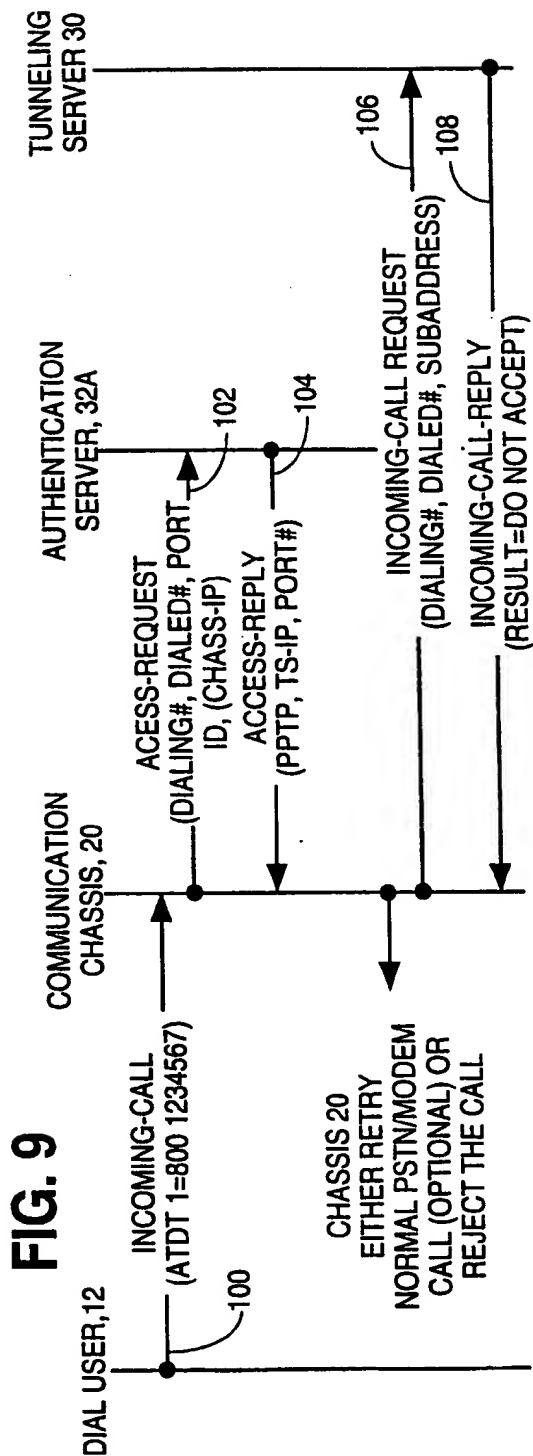 FIG. 9
DIAL USER,12
COMMUNICATION
CHASSIS, 20
AUTHENTICATION
SERVER, 32A
TUNNELING
SERVER 30
INCOMING-CALL
(ATDT 1=800 1234567)
100
ACESS-REQUEST
(DIALING#, DIALED#, PORT
ID, (CHASS-IP)
102
ACCESS-REPLY
(PPTP, TS-IP, PORT#)
104
CHASSIS 20
EITHER RETRY
NORMAL PSTN/MODEM
CALL (OPTIONAL) OR
REJECT THE CALL
INCOMING-CALL REQUEST
(DIALING#, DIALED#, SUBADDRESS)
106
INCOMING-CALL-REPLY
(RESULT=DO NOT ACCEPT)
108